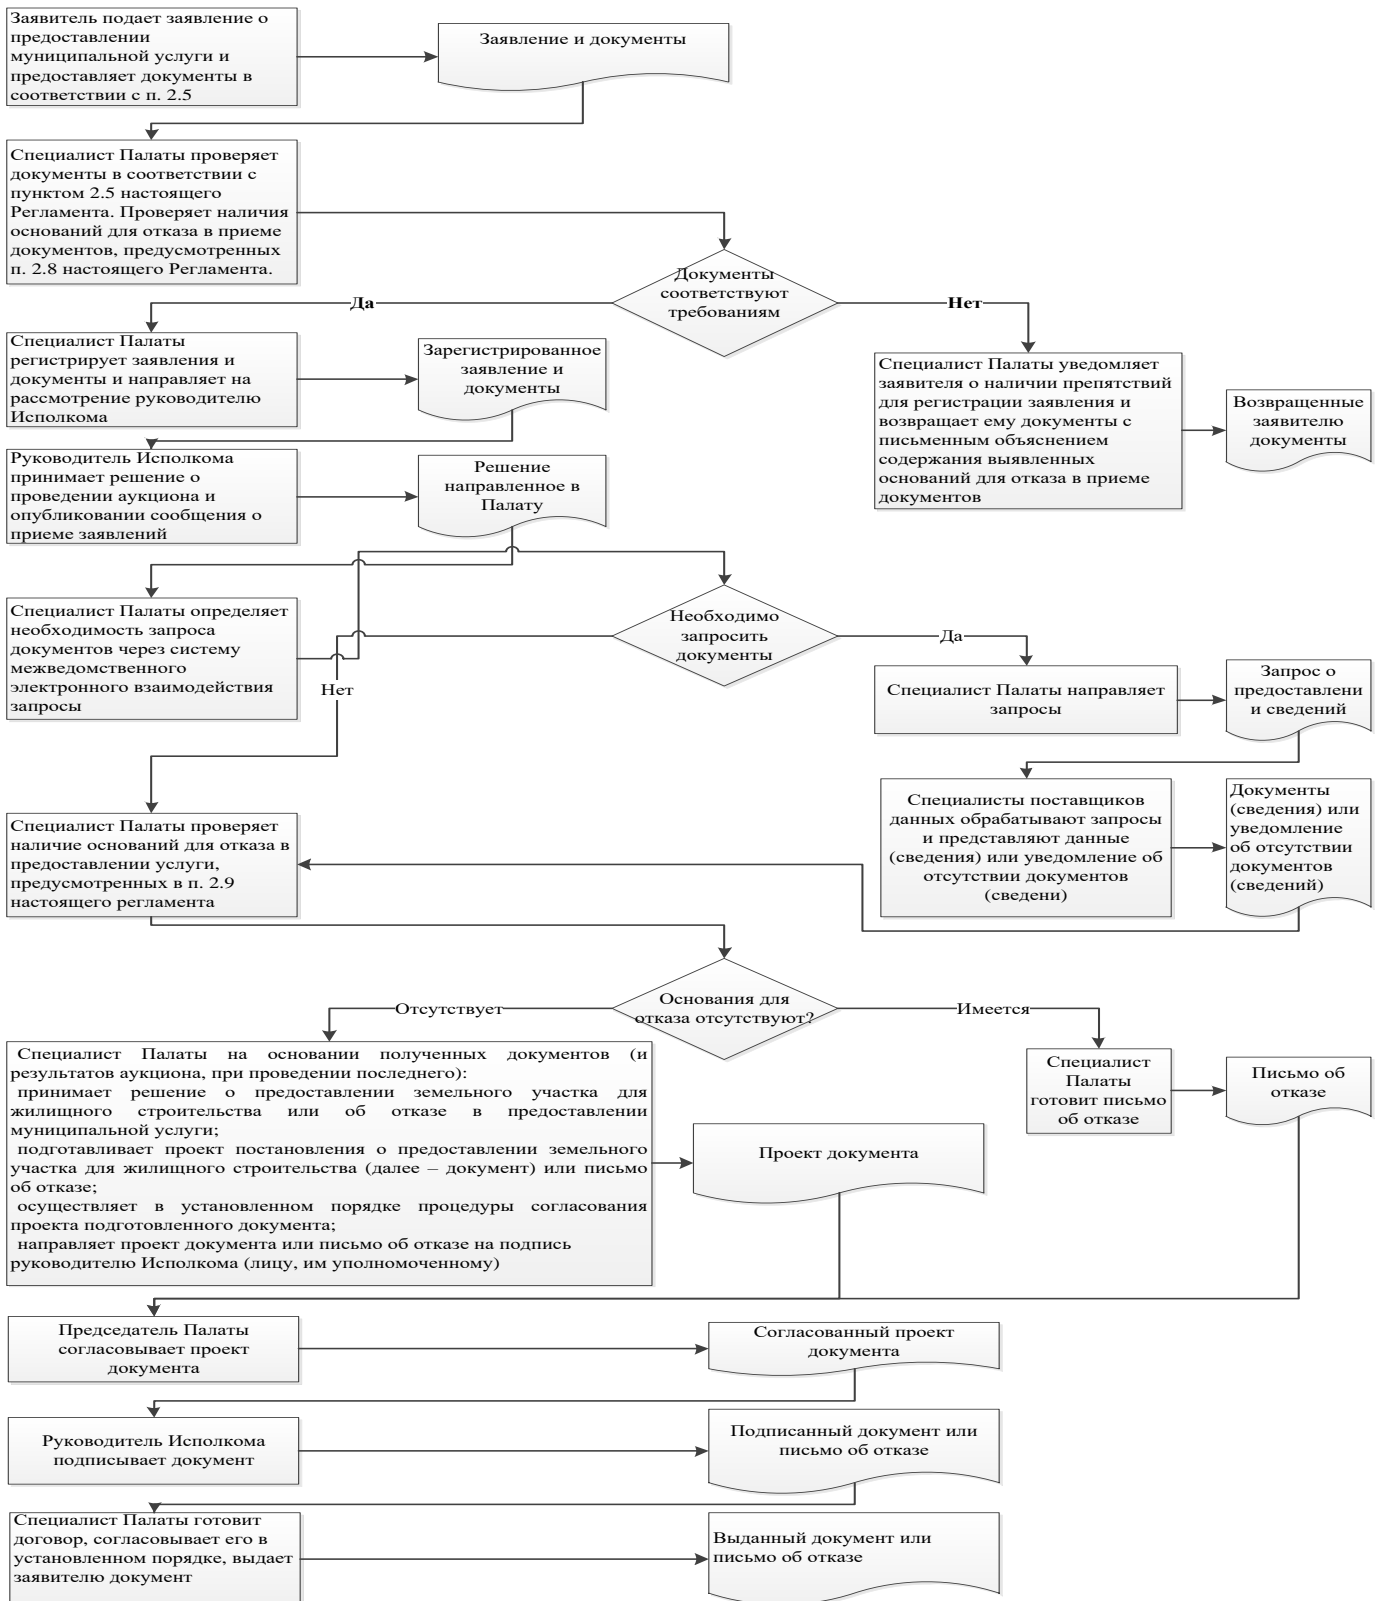 Заявитель подает заявление о
предоставлении
муниципальной услуги и
предоставляет документы в
соответствии с п. 2.5
Заявление и документы
Специалист Палаты проверяет
документы в соответствии с
пунктом 2.5 настоящего
Регламента. Проверяет наличия
оснований для отказа в приеме
документов, предусмотренных
п. 2.8 настоящего Регламента.
Документы
соответствуют
требованиям
Да
Нет
Специалист Палаты
регистрирует заявления и
документы и направляет на
рассмотрение руководителю
Исполкома
Зарегистрированное
заявление и
документы
Специалист Палаты уведомляет
заявителя о наличии препятствий
для регистрации заявления и
возвращает ему документы с
письменным объяснением
содержания выявленных
оснований для отказа в приеме
документов
Возвращенные
заявителю
документы
Руководитель Исполкома
принимает решение о
проведении аукциона и
опубликовании сообщения о
приеме заявлений
Решение
направленное в
Палату
Специалист Палаты определяет
необходимость запроса
документов через систему
межведомственного
электронного взаимодействия
запросы
Необходимо
запросить
документы
Да
Нет
Специалист Палаты направляет
запросы
Запрос о
предоставлени
и сведений
Специалисты поставщиков
данных обрабатывают запросы
и представляют данные
(сведения) или уведомление об
отсутствии документов
(сведени)
Документы
(сведения) или
уведомление
об отсутствии
документов
(сведений)
Специалист Палаты проверяет
наличие оснований для отказа в
предоставлении услуги,
предусмотренных в п. 2.9
настоящего регламента
Основания для
отказа отсутствуют?
Отсутствует
Имеется
Специалист Палаты на основании полученных документов (и
результатов аукциона, при проведении последнего):
принимает решение о предоставлении земельного участка для
жилищного строительства или об отказе в предоставлении
муниципальной услуги;
подготавливает проект постановления о предоставлении земельного
участка для жилищного строительства (далее – документ) или письмо
об отказе;
осуществляет в установленном порядке процедуры согласования
проекта подготовленного документа;
направляет проект документа или письмо об отказе на подпись
руководителю Исполкома (лицу, им уполномоченному)
Проект документа
Специалист
Палаты
готовит письмо
об отказе
Письмо об
отказе
Председатель Палаты
согласовывает проект
документа
Согласованный проект
документа
Руководитель Исполкома
подписывает документ
Подписанный документ или
письмо об отказе
Специалист Палаты готовит
договор, согласовывает его в
установленном порядке, выдает
заявителю документ
Выданный документ или
письмо об отказе